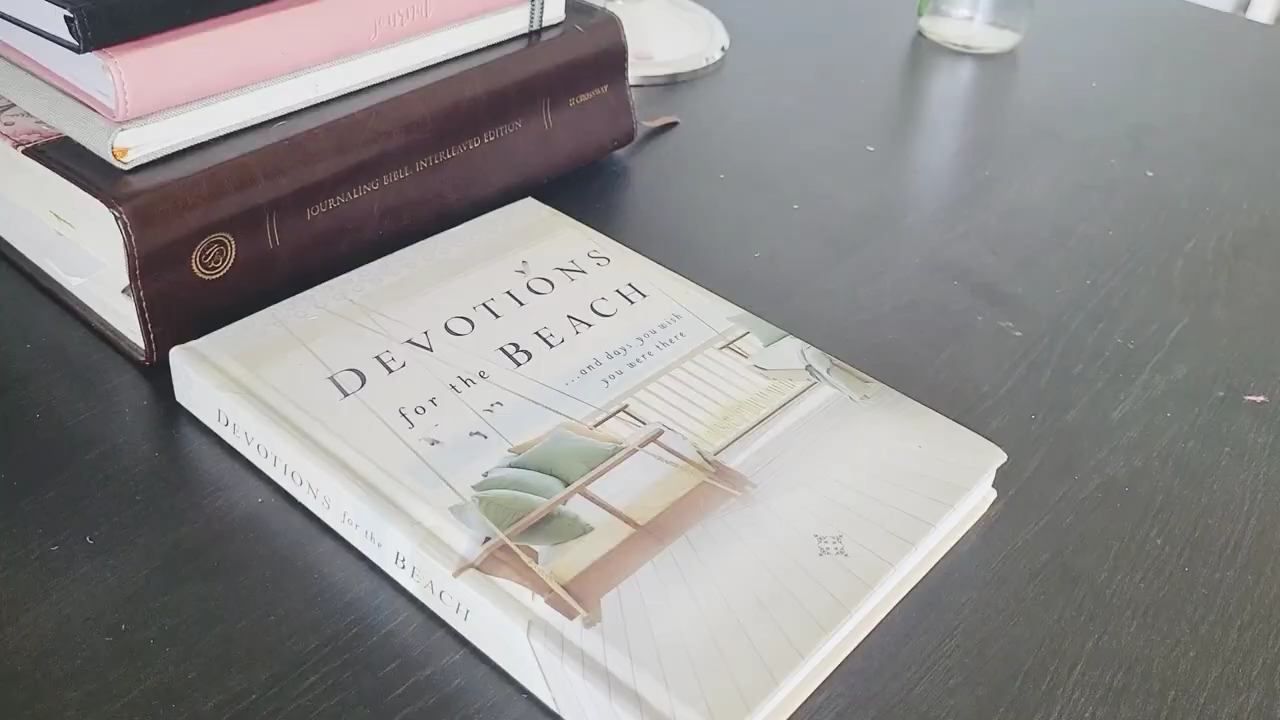 Journal
JOURNALING BIBLE, INTERLEAVED EDITION
CROSSWAY
DEVOTIONS
for the BEACH
...and days you wish
you were there
DEVOTIONS for the BEACH